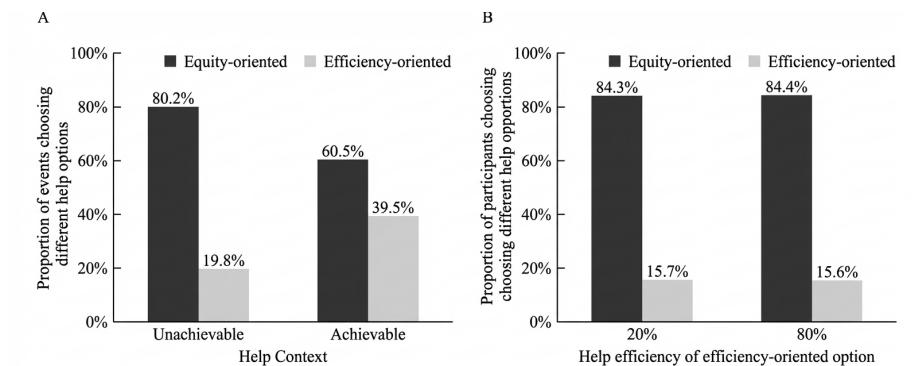 A
Proportion of events choosing
different help options
100%
80%
60%
40%
20%
0%
Equity-oriented
Efficiency-oriented
80.2%
19.8%
60.5%
39.5%
Unachievable
Achievable
Help Context
B
Proportion of participants choosing
choosing different help opportions
100%
80%
60%
40%
20%
0%
Equity-oriented
Efficiency-oriented
84.3%
15.7%
84.4%
15.6%
20%
80%
Help efficiency of efficiency-oriented option